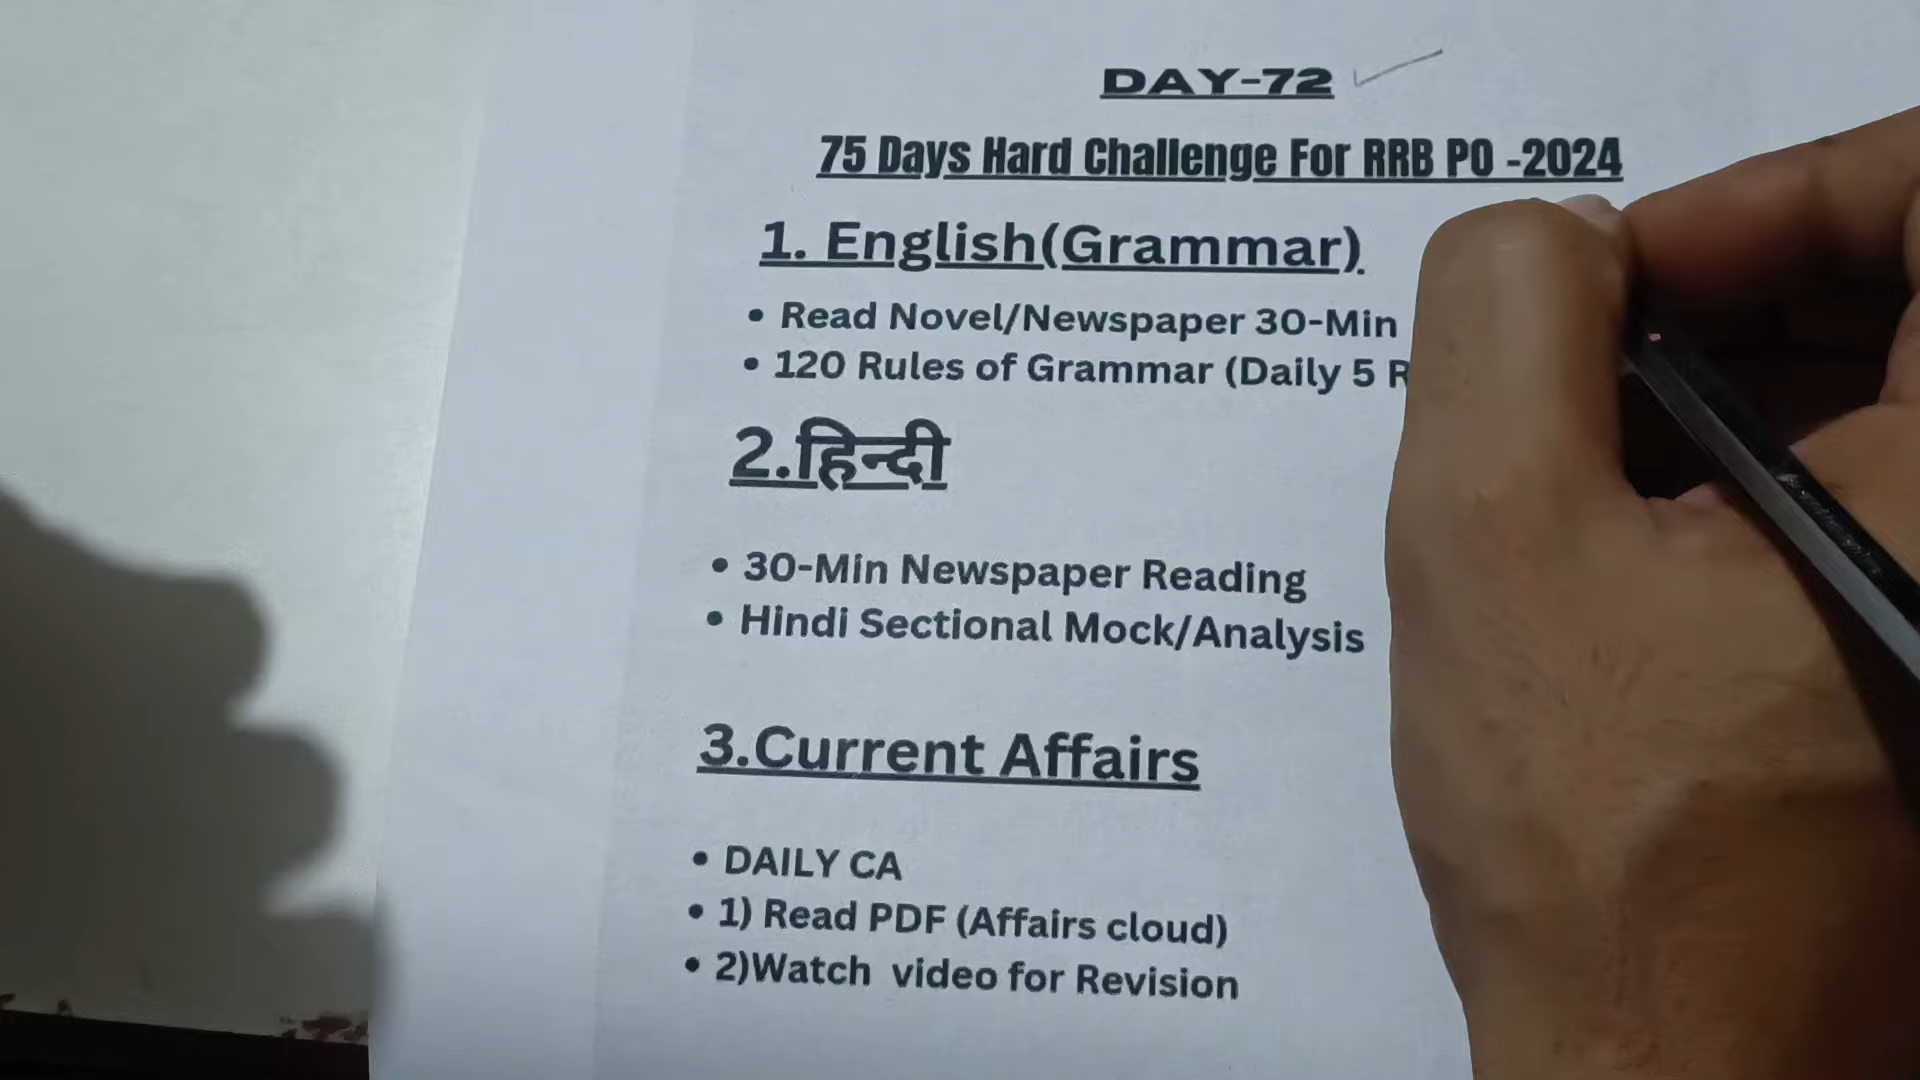 DAY-72
75 Days Hard Challenge For RRB PO -2024
1. English(Grammar)
• Read Novel/Newspaper 30-Min
• 120 Rules of Grammar (Daily 5
2.हिन्दी
• 30-Min Newspaper Reading
• Hindi Sectional Mock/Analysis
3.Current Affairs
• DAILY CA
• 1) Read PDF (Affairs cloud)
• 2)Watch video for Revision